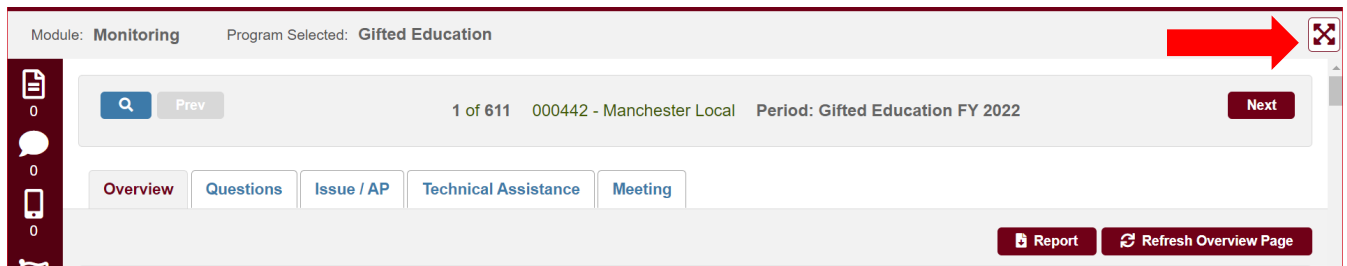 Module: Monitoring Program Selected: Gifted Education
0
Prev 1 of 611 000442 - Manchester Local Period: Gifted Education FY 2022 Next
0
Overview Questions Issue / AP Technical Assistance Meeting
0
Report Refresh Overview Page